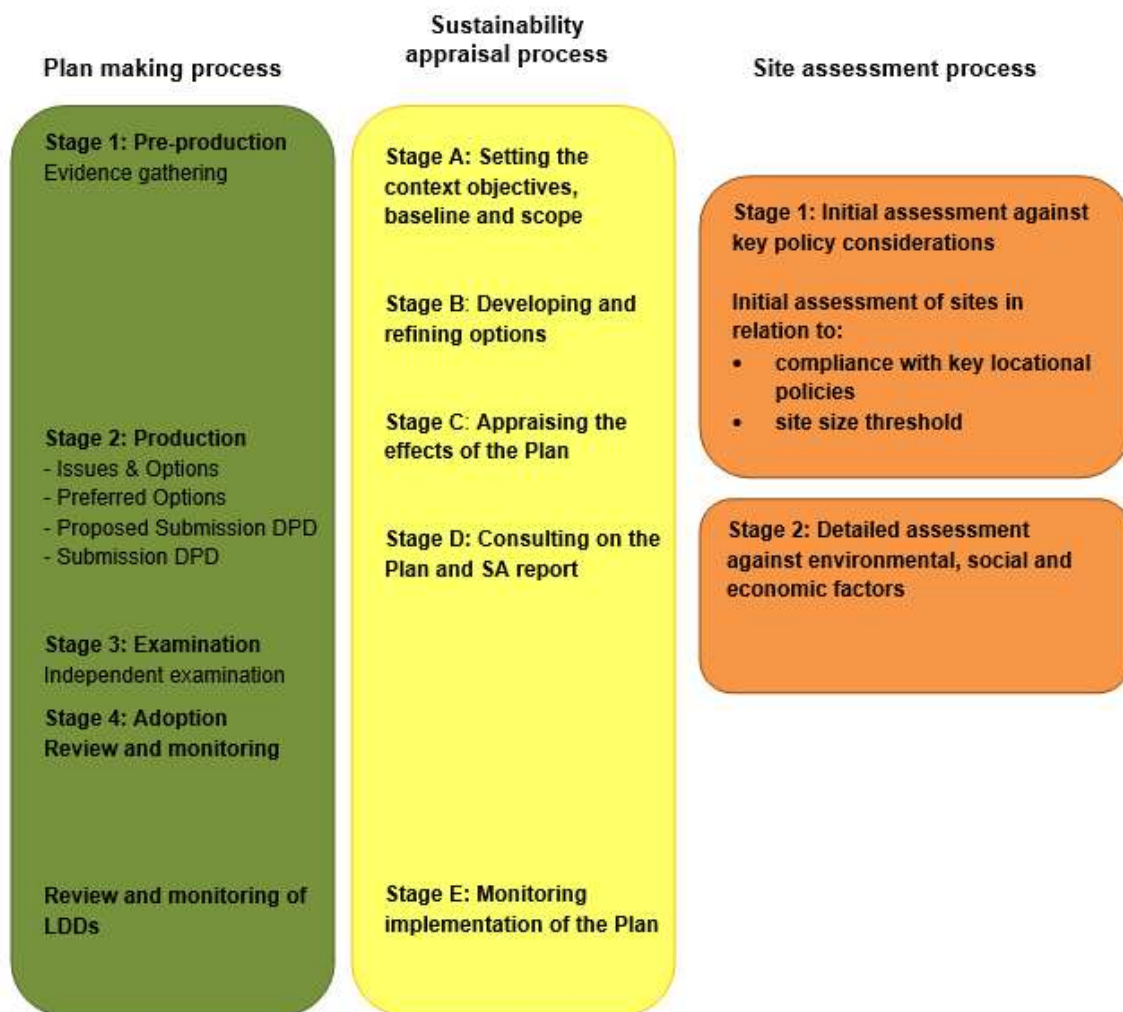 Plan making process
Stage 1: Pre-production
Evidence gathering
Stage 2: Production
- Issues & Options
- Preferred Options
- Proposed Submission DPD
- Submission DPD
Stage 3: Examination
Independent examination
Stage 4: Adoption
Review and monitoring
Review and monitoring of
LDDs
Sustainability
appraisal process
Stage A: Setting the
context objectives,
baseline and scope
Stage B: Developing and
refining options
Stage C: Appraising the
effects of the Plan
Stage D: Consulting on the
Plan and SA report
Stage E: Monitoring
implementation of the Plan
Site assessment process
Stage 1: Initial assessment against
key policy considerations
Initial assessment of sites in
relation to:
• compliance with key locational
policies
• site size threshold
Stage 2: Detailed assessment
against environmental, social and
economic factors